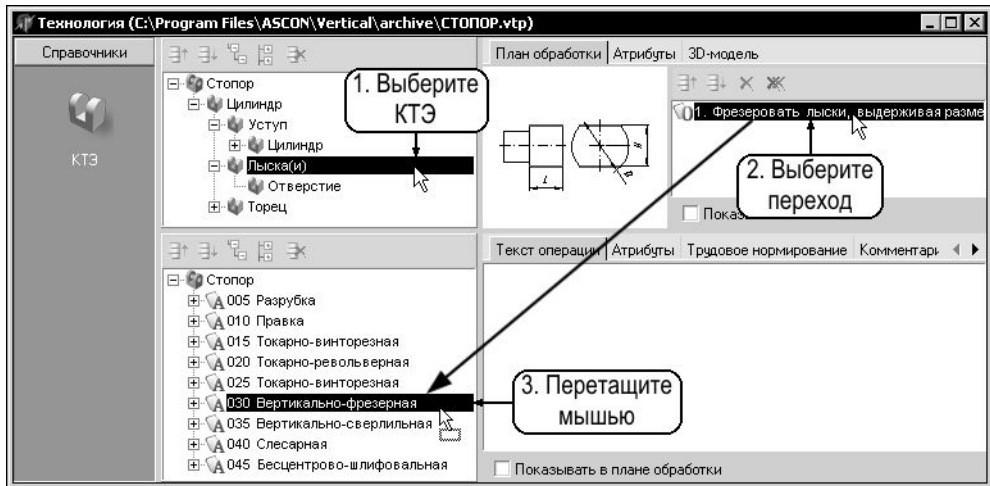 Технология (C:\Program Files\ASCON\Vertical\archive\СТОПОР.vtp)
Справочники
КТЭ
Стопор
Цилиндр
Уступ
Цилиндр
Лыска(и)
Отверстие
Торец
1. Выберите
КТЭ
План обработки Атрибуты 3D-модель
L
1. Фрезеровать лыски, выдерживая разме
2. Выберите
переход
Показ
Стопор
005 Разрубка
010 Правка
015 Токарно-винторезная
020 Токарно-револьверная
025 Токарно-винторезная
030 Вертикально-фрезерная
035 Вертикально-сверлильная
040 Слесарная
045 Бесцентрово-шлифовальная
Текст операции Атрибуты Трудовое нормирование Комментари
3. Перетащите
мышью
Показывать в плане обработки